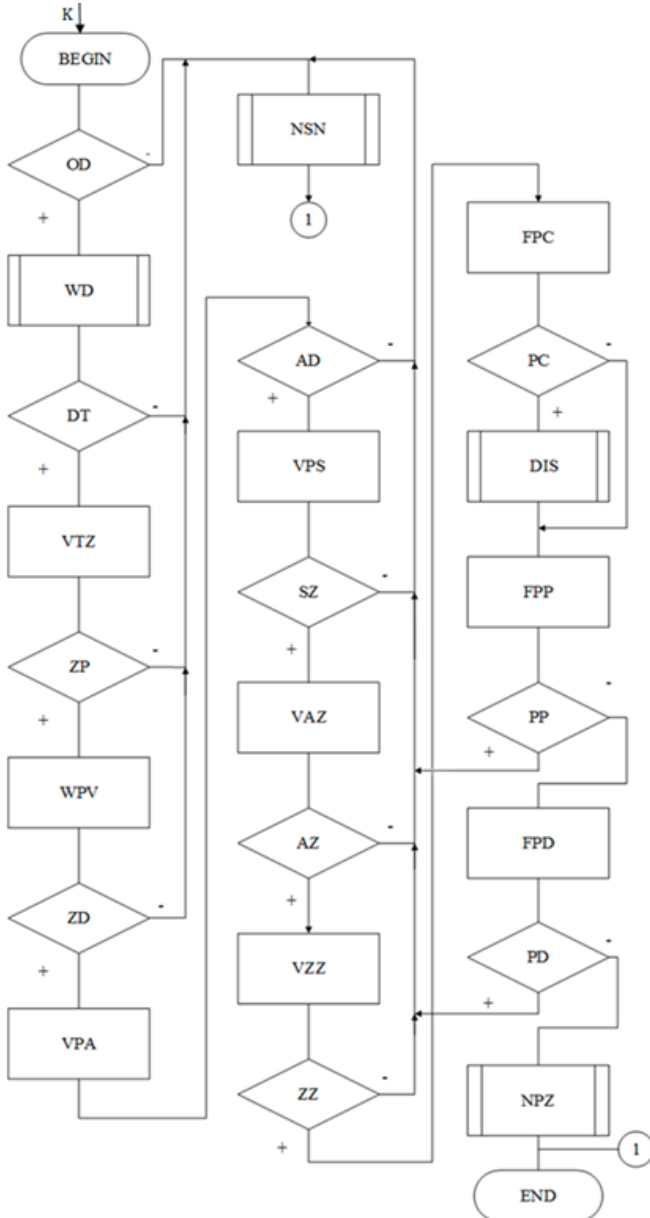 K
BEGIN
OD
-
+
WD
DT
-
+
VTZ
ZP
-
+
WPV
ZD
-
+
VPA
NSN
1
AD
-
+
VPS
SZ
-
+
VAZ
AZ
-
+
VZZ
ZZ
-
+
FPC
PC
-
+
DIS
FPP
PP
-
+
FPD
PD
-
+
NPZ
1
END